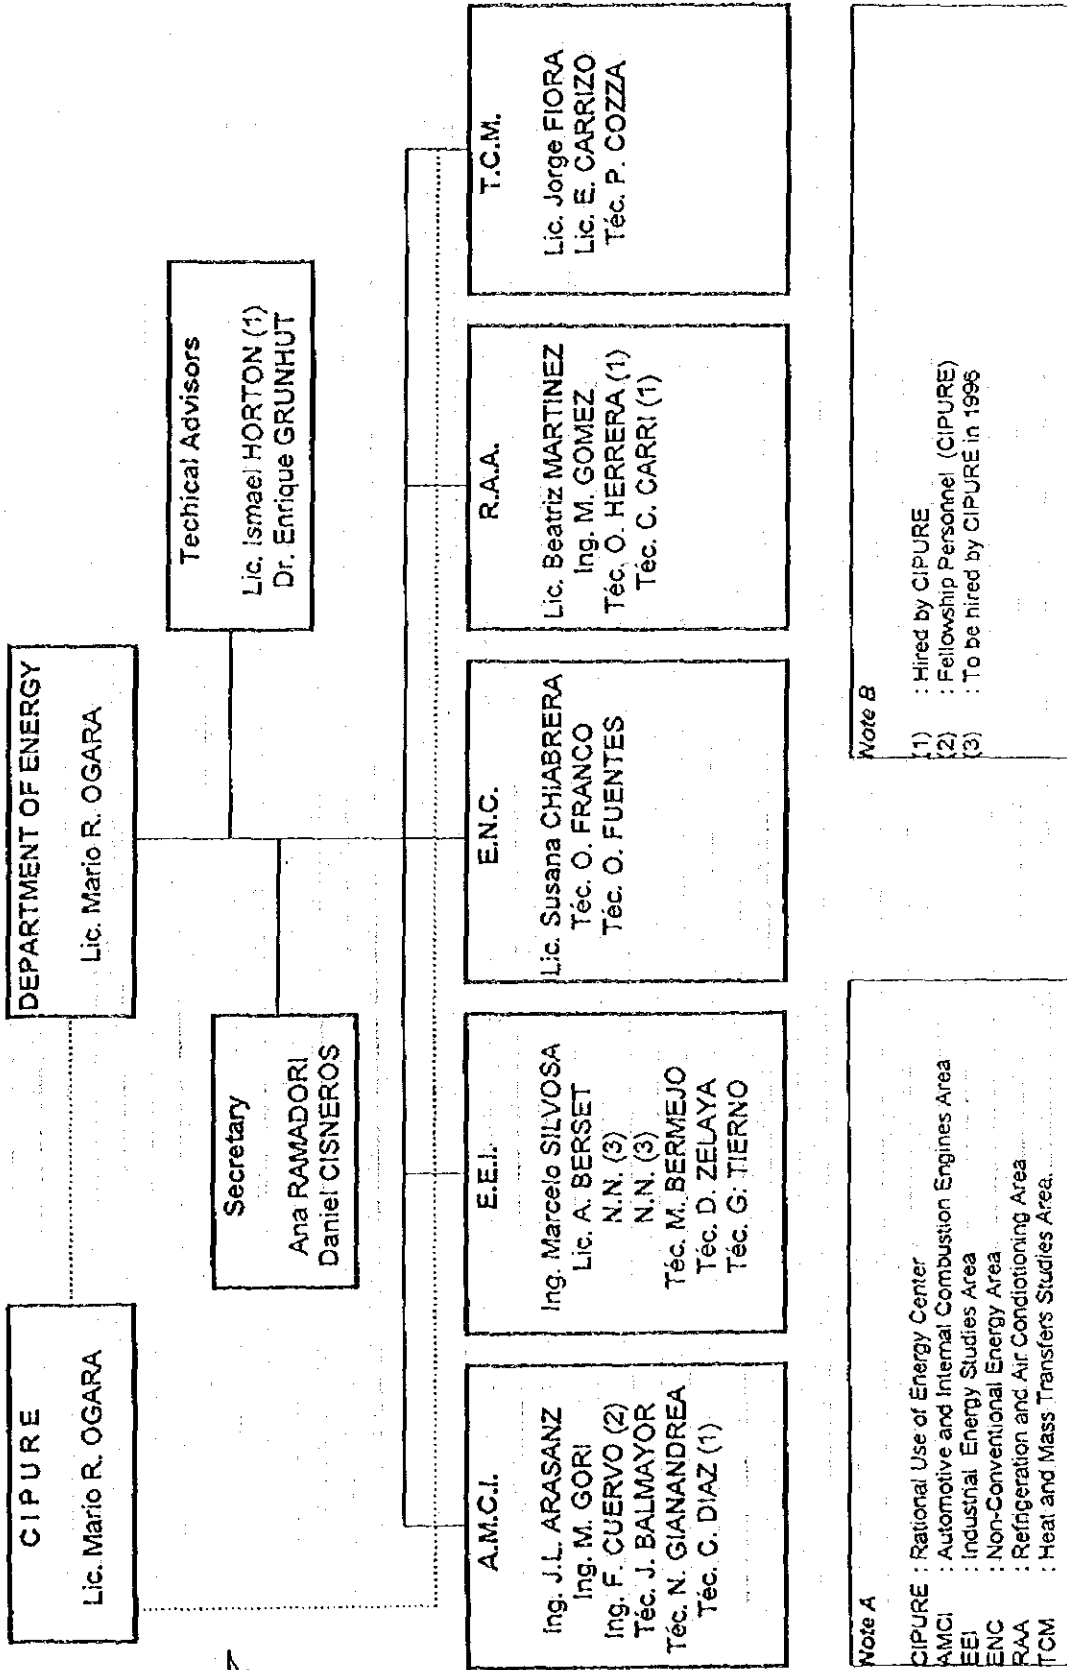 C I P U R E
Lic. Mario R. OGARA
DEPARTMENT OF ENERGY
Lic. Mario R. OGARA
Secretary
Ana RAMADORI
Daniel CISNEROS
Techical Advisors
Lic. Ismael HORTON (1)
Dr. Enrique GRUNHUT
A.M.C.I.
Ing. J.L. ARASANZ
Ing. M. GORI
Ing. F. CUERVO (2)
Téc. J. BALMAYOR
Téc. N. GIANANDREA
Téc. C. DIAZ (1)
E.E.I.
Ing. Marcelo SILVOSA
Lic. A. BERSET
N.N. (3)
N.N. (3)
Téc. M. BERMEJO
Téc. D. ZELAYA
Téc. G. TIERNO
E.N.C.
Lic. Susana CHIABRERA
Téc. O. FRANCO
Téc. O. FUENTES
R.A.A.
Lic. Beatriz MARTINEZ
Ing. M. GOMEZ
Téc. O. HERRERA (1)
Téc. C. CARRI (1)
T.C.M.
Lic. Jorge FIORA
Lic. E. CARRIZO
Téc. P. COZZA
Note A
CIPURE : Rational Use of Energy Center
AMCI : Automotive and Internal Combustion Engines Area
EEI : Industrial Energy Studies Area
ENC : Non-Conventional Energy Area
RAA : Refrigeration and Air Condiotioning Area
TCM : Heat and Mass Transfers Studies Area.
Note B
(1) : Hired by CIPURE
(2) : Fellowship Personnel (CIPURE)
(3) : To be hired by CIPURE in 1996